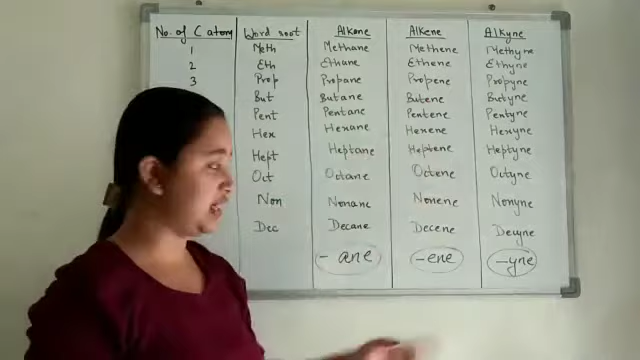 No. of C atom Word root Alkane Alkene Alkyne
1 Meth Methane Methene Methyne
2 Eth Ethane Ethene Ethyne
3 Prop Propane Propene Propyne
But Butane Butene Butyne
Pent Pentane Pentene Pentyne
Hex Hexane Hexene Hexyne
Hept Heptane Heptene Heptyne
Oct Octane Octene Octyne
Non Nonane Nonene Nonyne
Dec Decane Decene Decyne
- ane - ene - yne